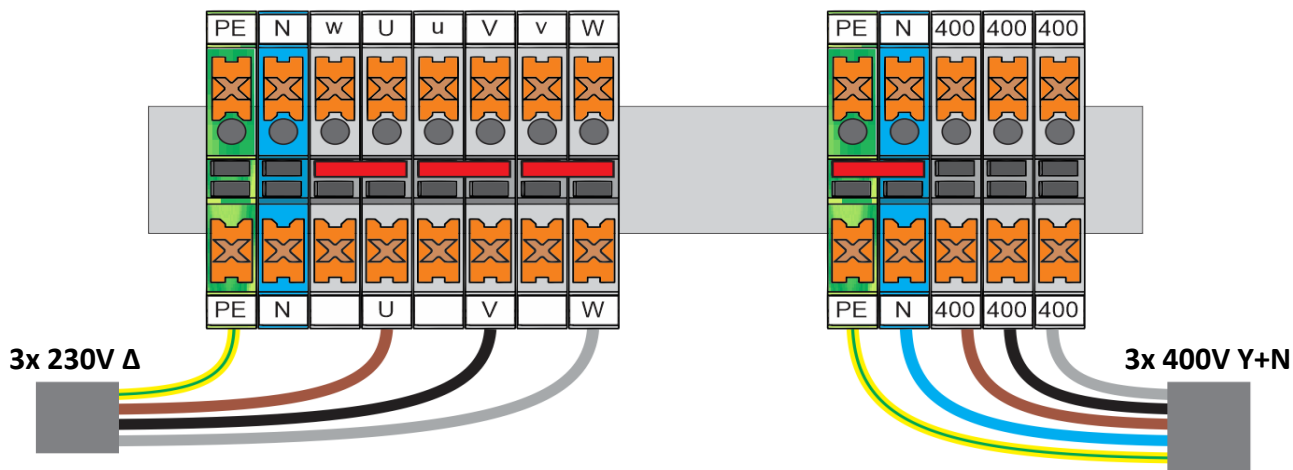 PE N w U u V v W
PE N 400 400 400
PE N U V W
PE N 400 400 400
3x 230V Δ
3x 400V Y+N